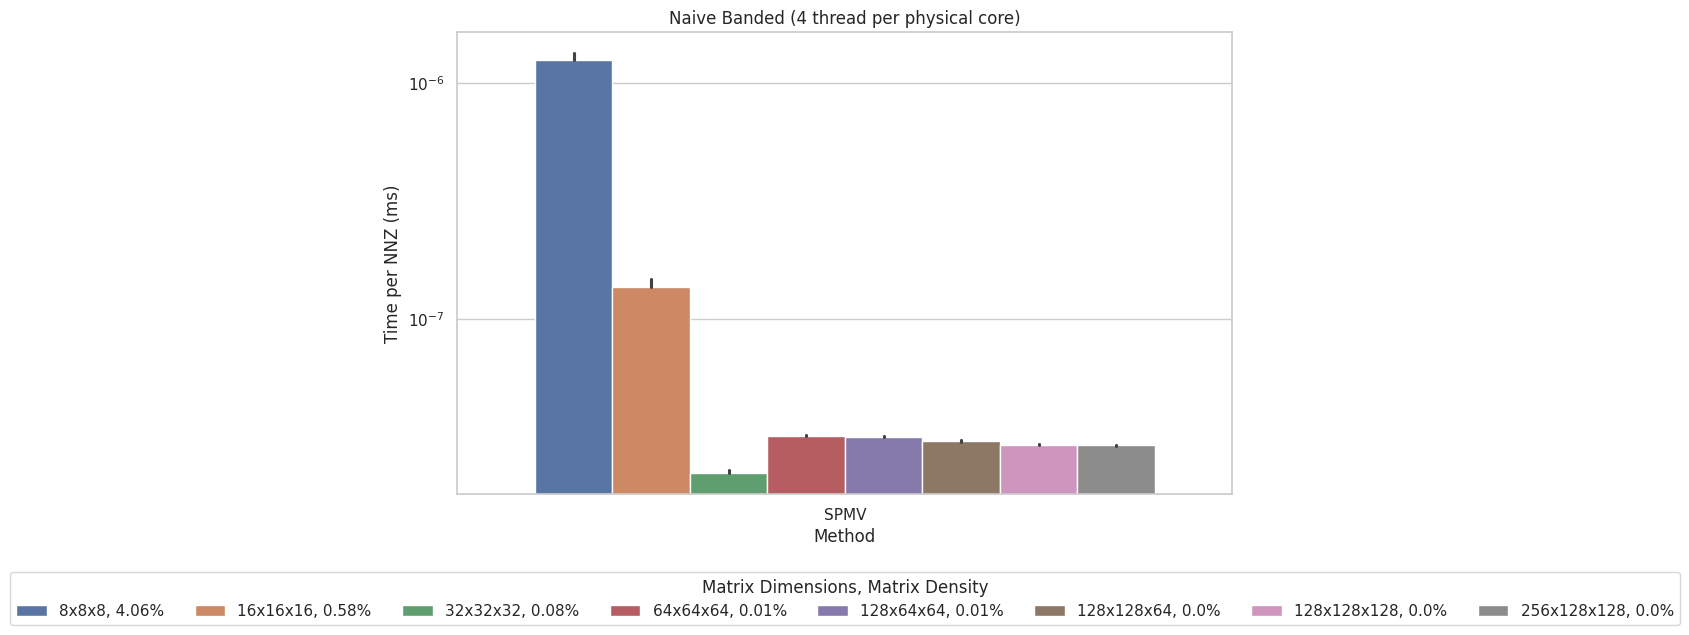 Naive Banded (4 thread per physical core)
10⁻⁶
10⁻⁷
Time per NNZ (ms)
SPMV
Method
Matrix Dimensions, Matrix Density
8x8x8, 4.06% 16x16x16, 0.58% 32x32x32, 0.08% 64x64x64, 0.01% 128x64x64, 0.01% 128x128x64, 0.0% 128x128x128, 0.0% 256x128x128, 0.0%